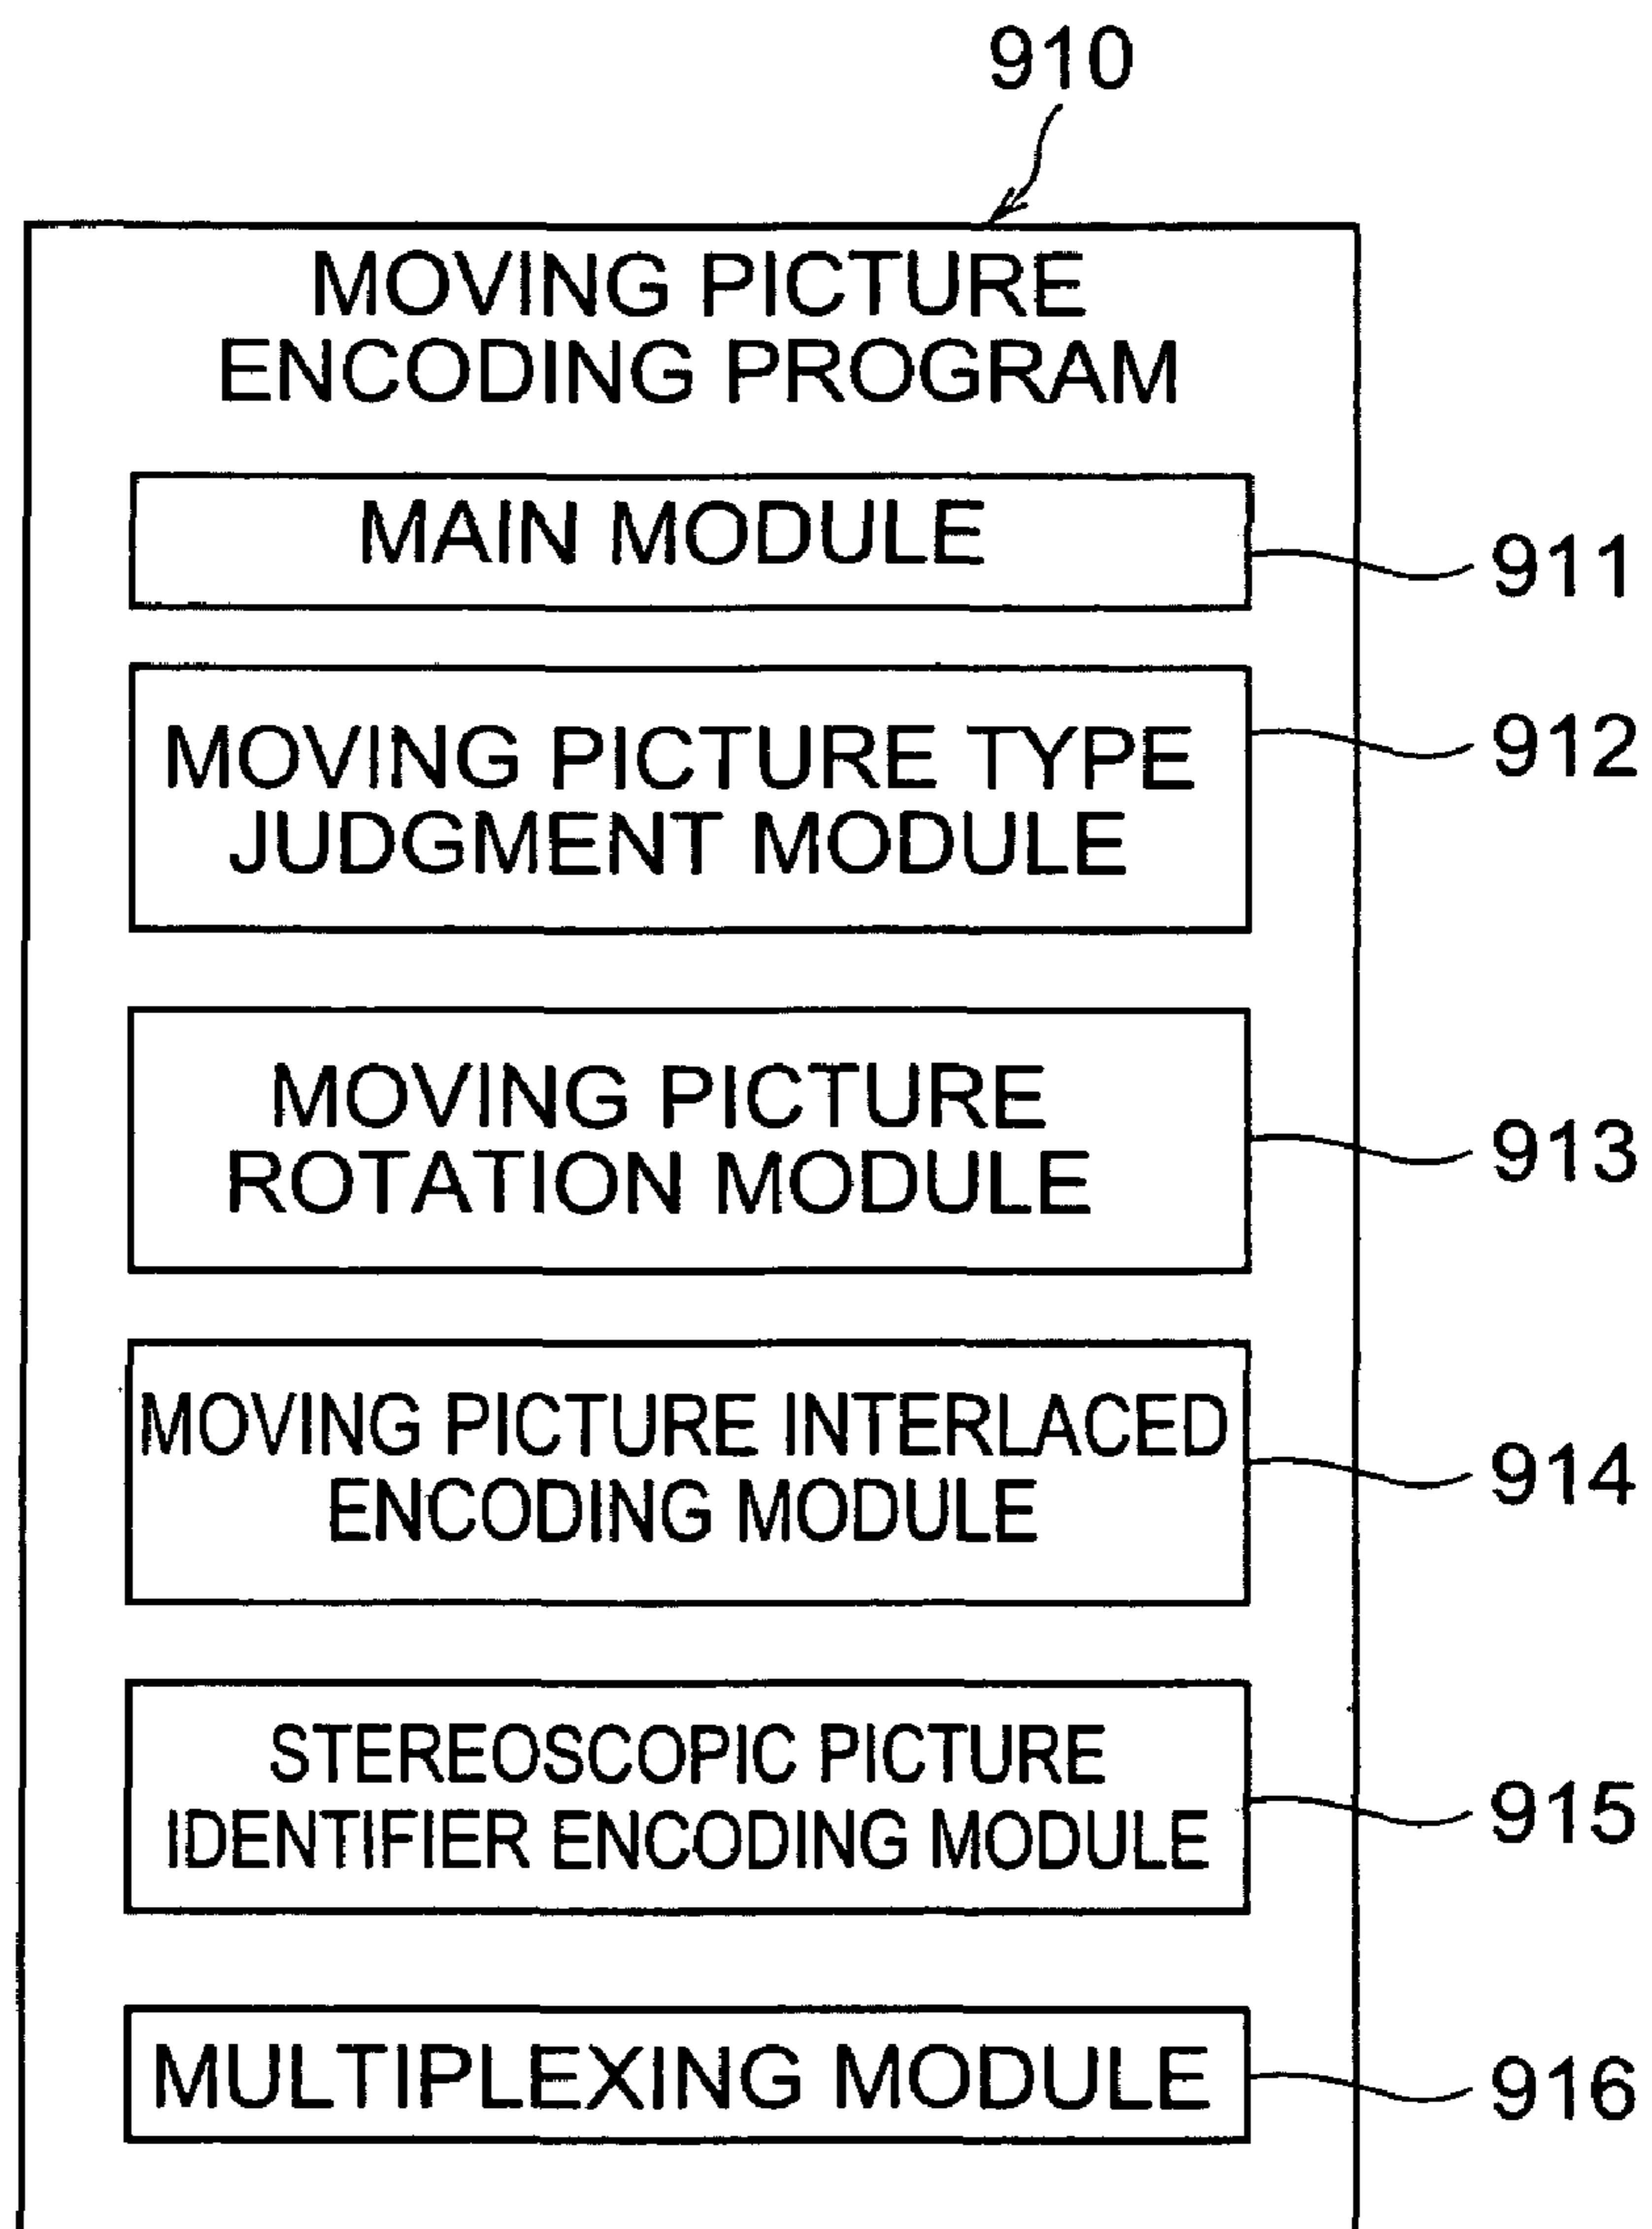 910
MOVING PICTURE
ENCODING PROGRAM
MAIN MODULE
911
MOVING PICTURE TYPE
JUDGMENT MODULE
912
MOVING PICTURE
ROTATION MODULE
913
MOVING PICTURE INTERLACED
ENCODING MODULE
914
STEREOSCOPIC PICTURE
IDENTIFIER ENCODING MODULE
915
MULTIPLEXING MODULE
916